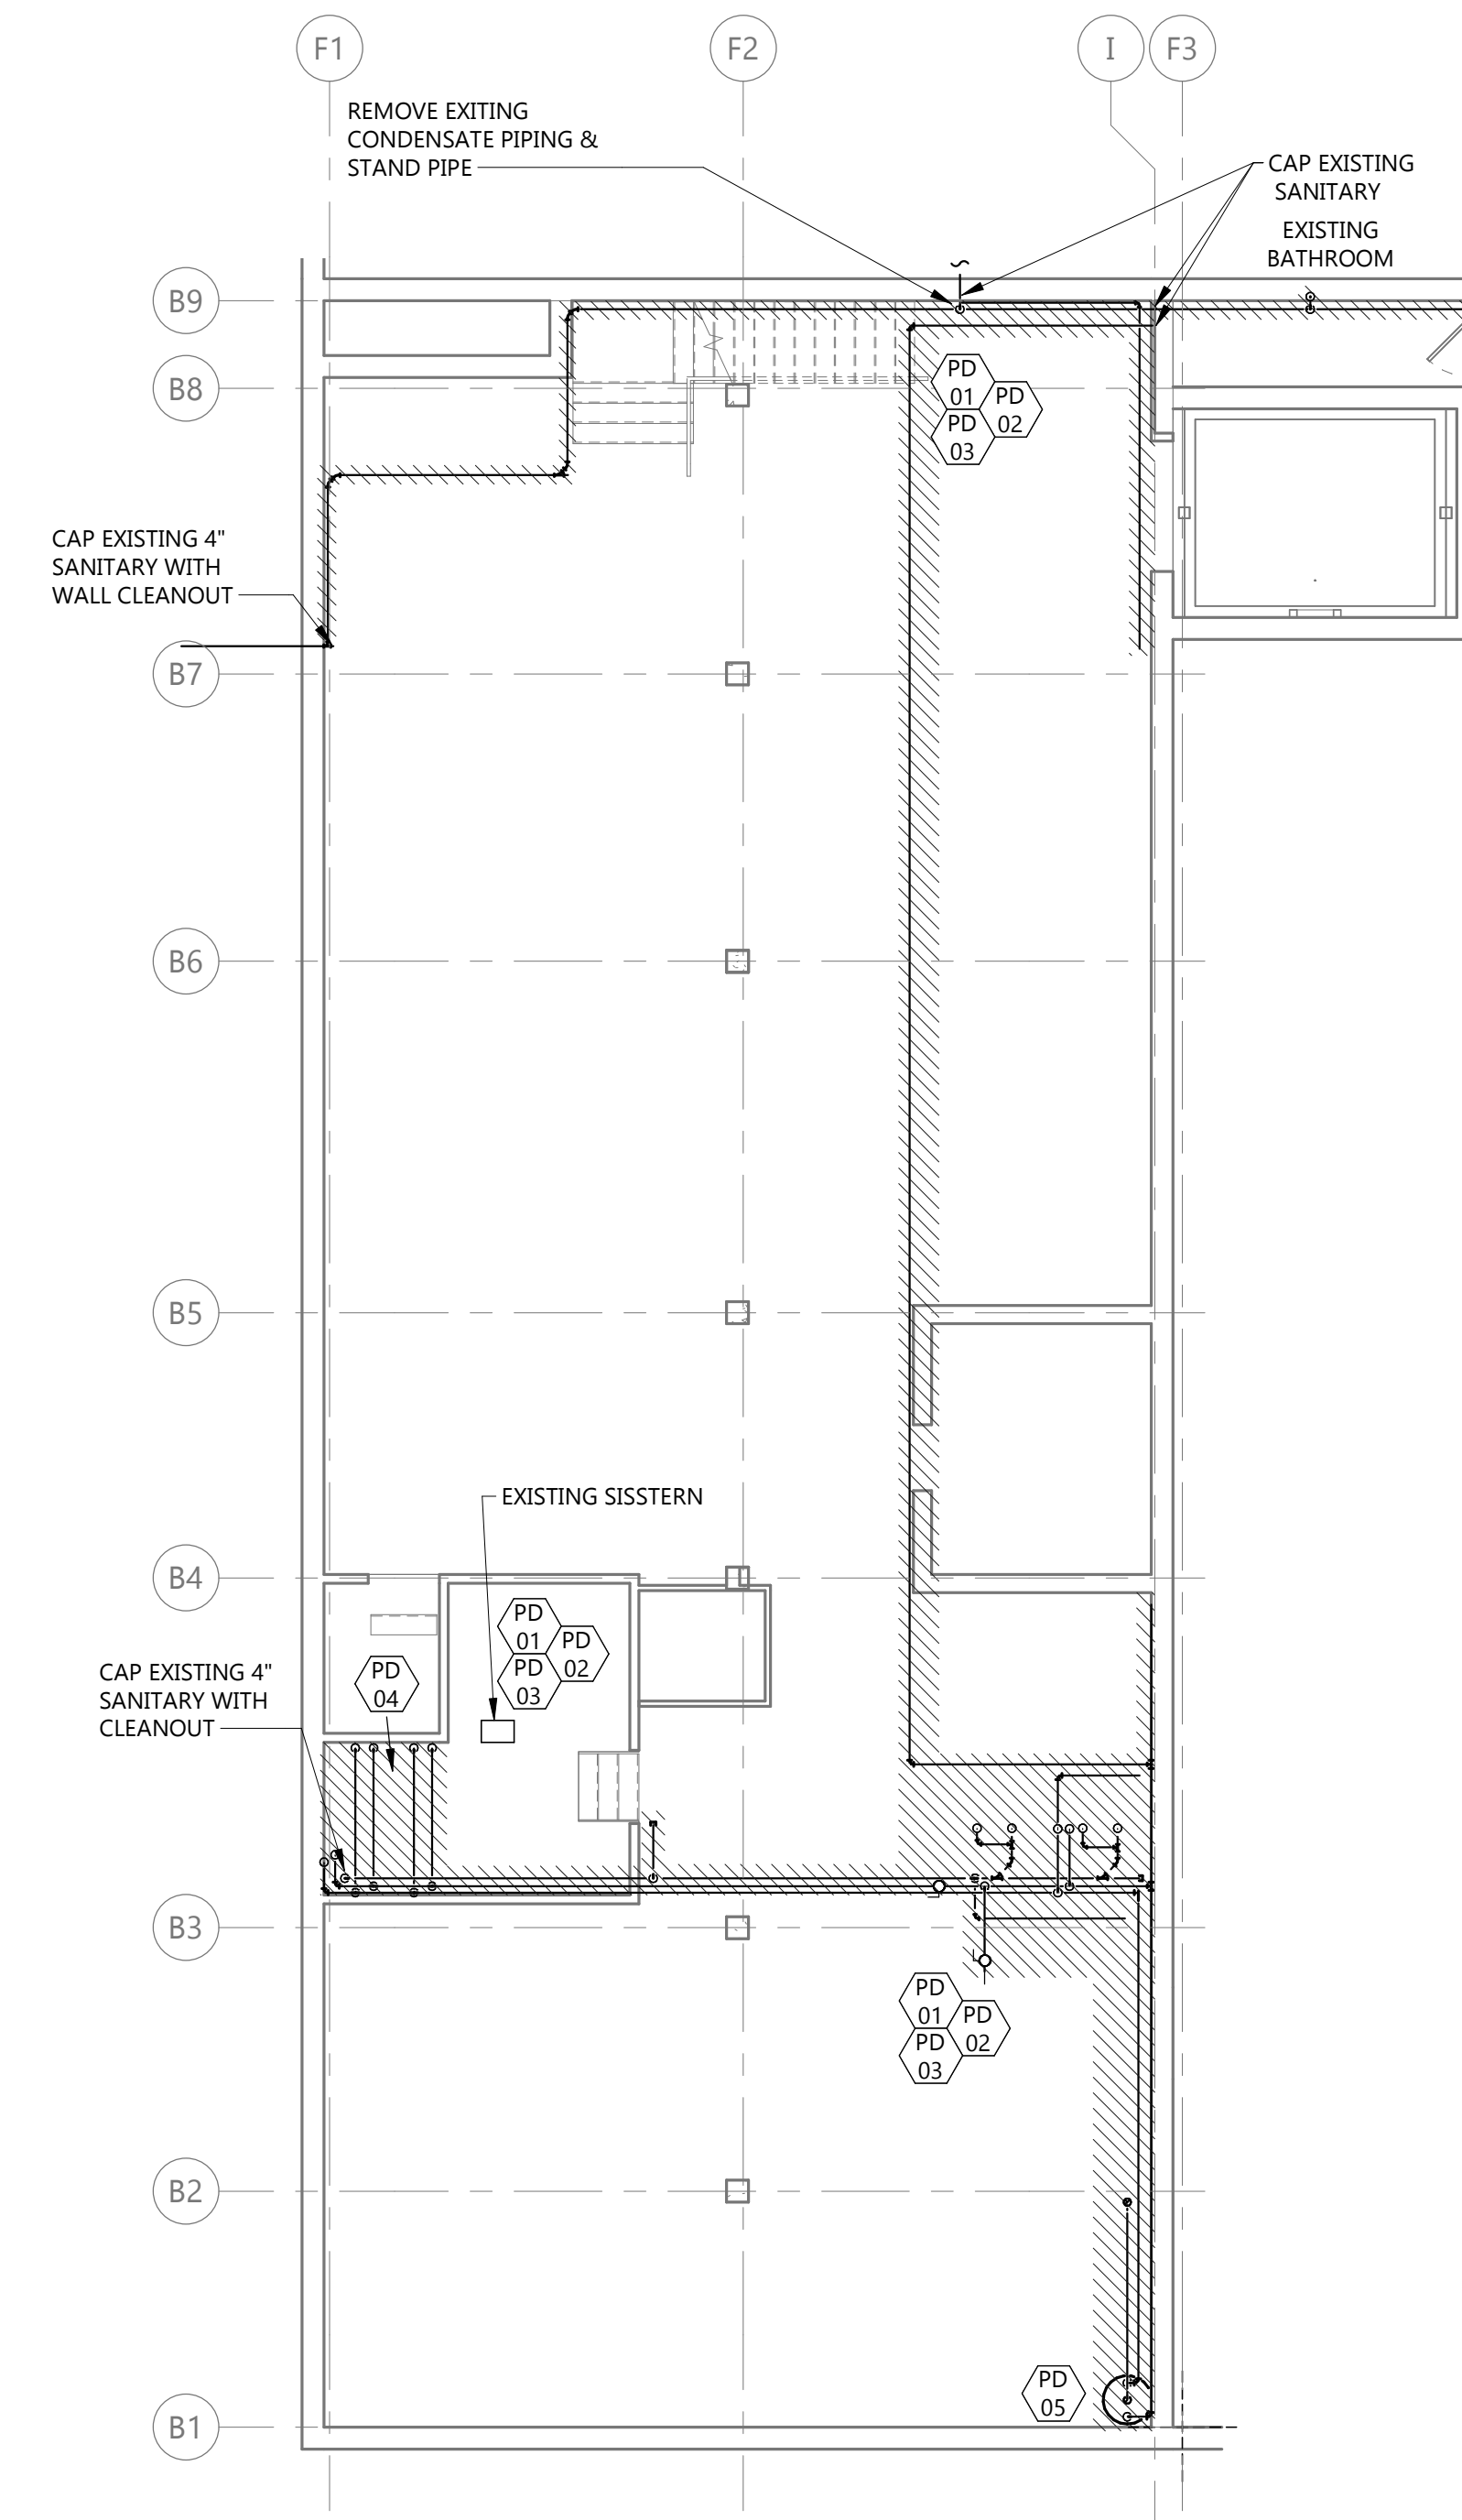 F1
F2
I
F3
REMOVE EXITING
CONDENSATE PIPING &
STAND PIPE
CAP EXISTING
SANITARY
EXISTING
BATHROOM
B9
B8
PD
01
PD
02
PD
03
CAP EXISTING 4"
SANITARY WITH
WALL CLEANOUT
B7
B6
B5
EXISTING SISSTERN
B4
PD
01
PD
02
PD
03
PD
04
CAP EXISTING 4"
SANITARY WITH
CLEANOUT
B3
PD
01
PD
02
PD
03
B2
PD
05
B1